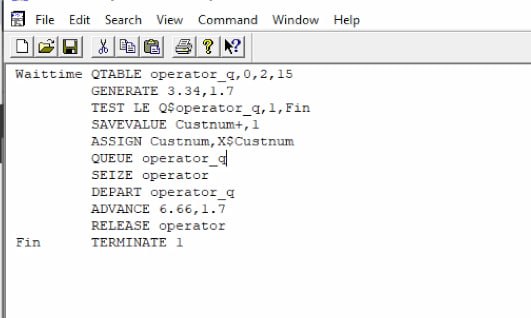 File Edit Search View Command Window Help
Waittime QTABLE operator_q,0,2,15
GENERATE 3.34,1.7
TEST LE Q$operator_q,1,Fin
SAVEVALUE Custnum+,1
ASSIGN Custnum,X$Custnum
QUEUE operator_q
SEIZE operator
DEPART operator_q
ADVANCE 6.66,1.7
RELEASE operator
Fin TERMINATE 1